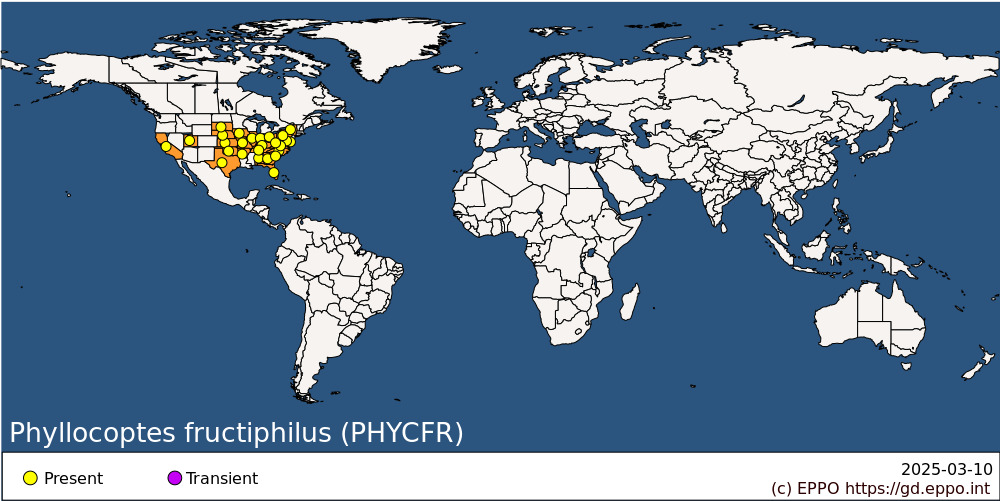 Phyllocoptes fructiphilus (PHYCFR)
Present
Transient
2025-03-10
(c) EPPO https://gd.eppo.int